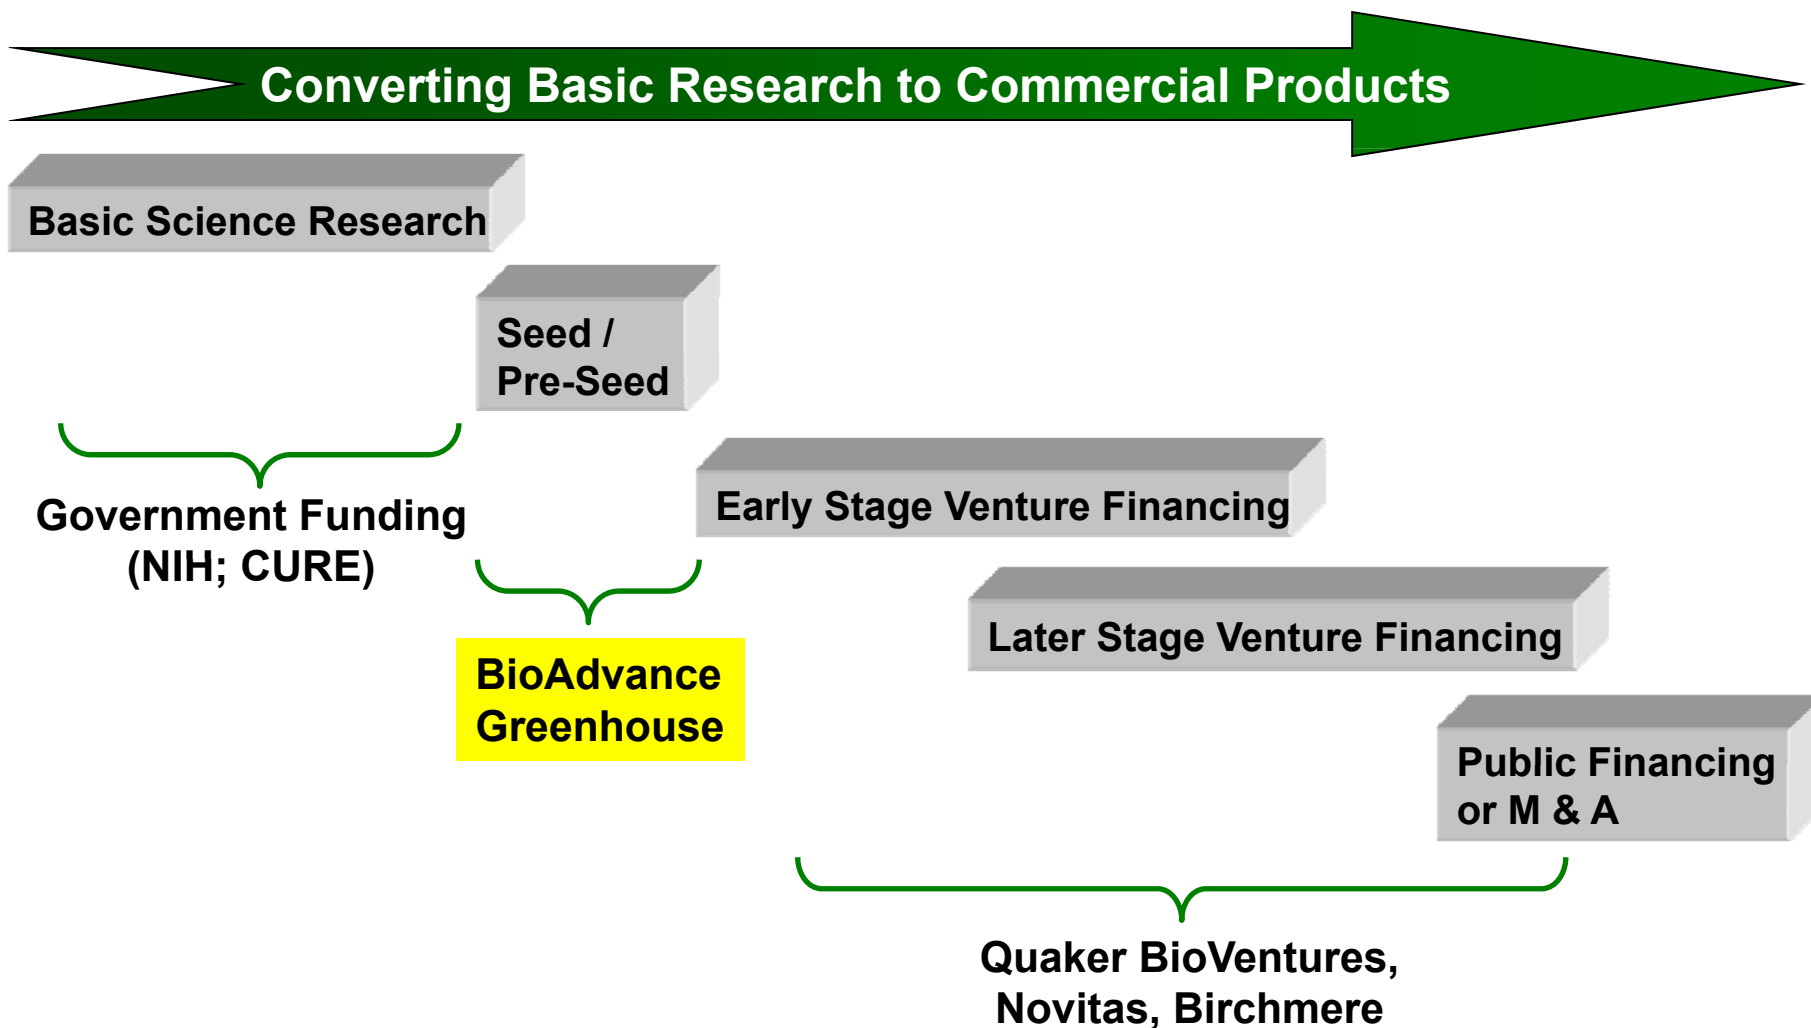 Converting Basic Research to Commercial Products
Basic Science Research
Seed /
Pre-Seed
Government Funding
(NIH; CURE)
Early Stage Venture Financing
BioAdvance
Greenhouse
Later Stage Venture Financing
Public Financing
or M & A
Quaker BioVentures,
Novitas, Birchmere